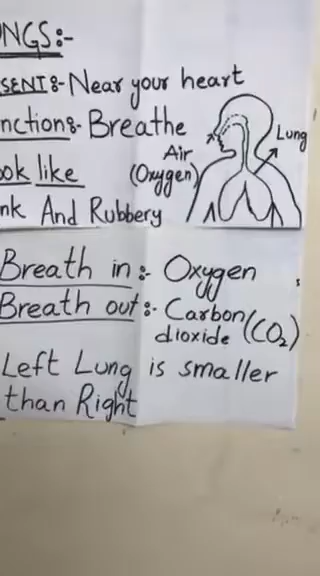 NGS:-
SENT:- Near your heart
nction:- Breathe
Lung
Air
(Oxygen)
ok like
nk And Rubbery
Breath in:- Oxygen
Breath out:- Carbon
dioxide (CO₂)
Left Lung is smaller
than Right